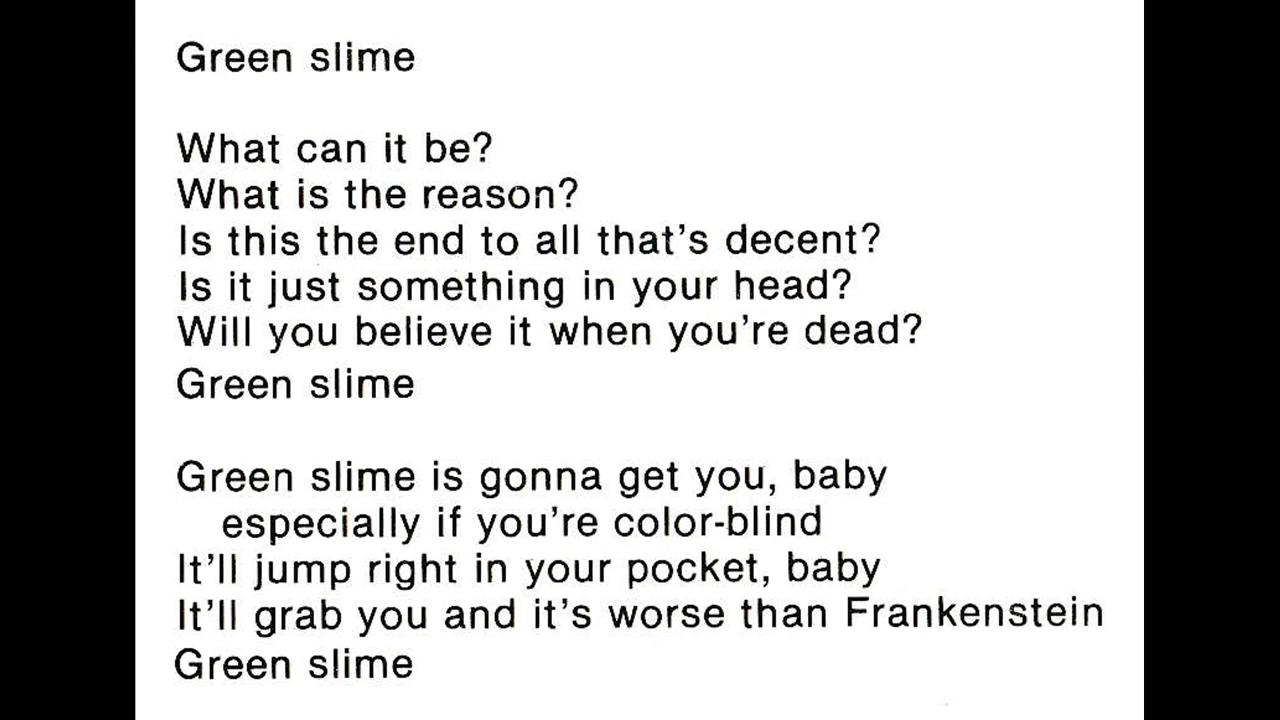 Green slime
What can it be?
What is the reason?
Is this the end to all that's decent?
Is it just something in your head?
Will you believe it when you're dead?
Green slime
Green slime is gonna get you, baby
especially if you're color-blind
It'll jump right in your pocket, baby
It'll grab you and it's worse than Frankenstein
Green slime